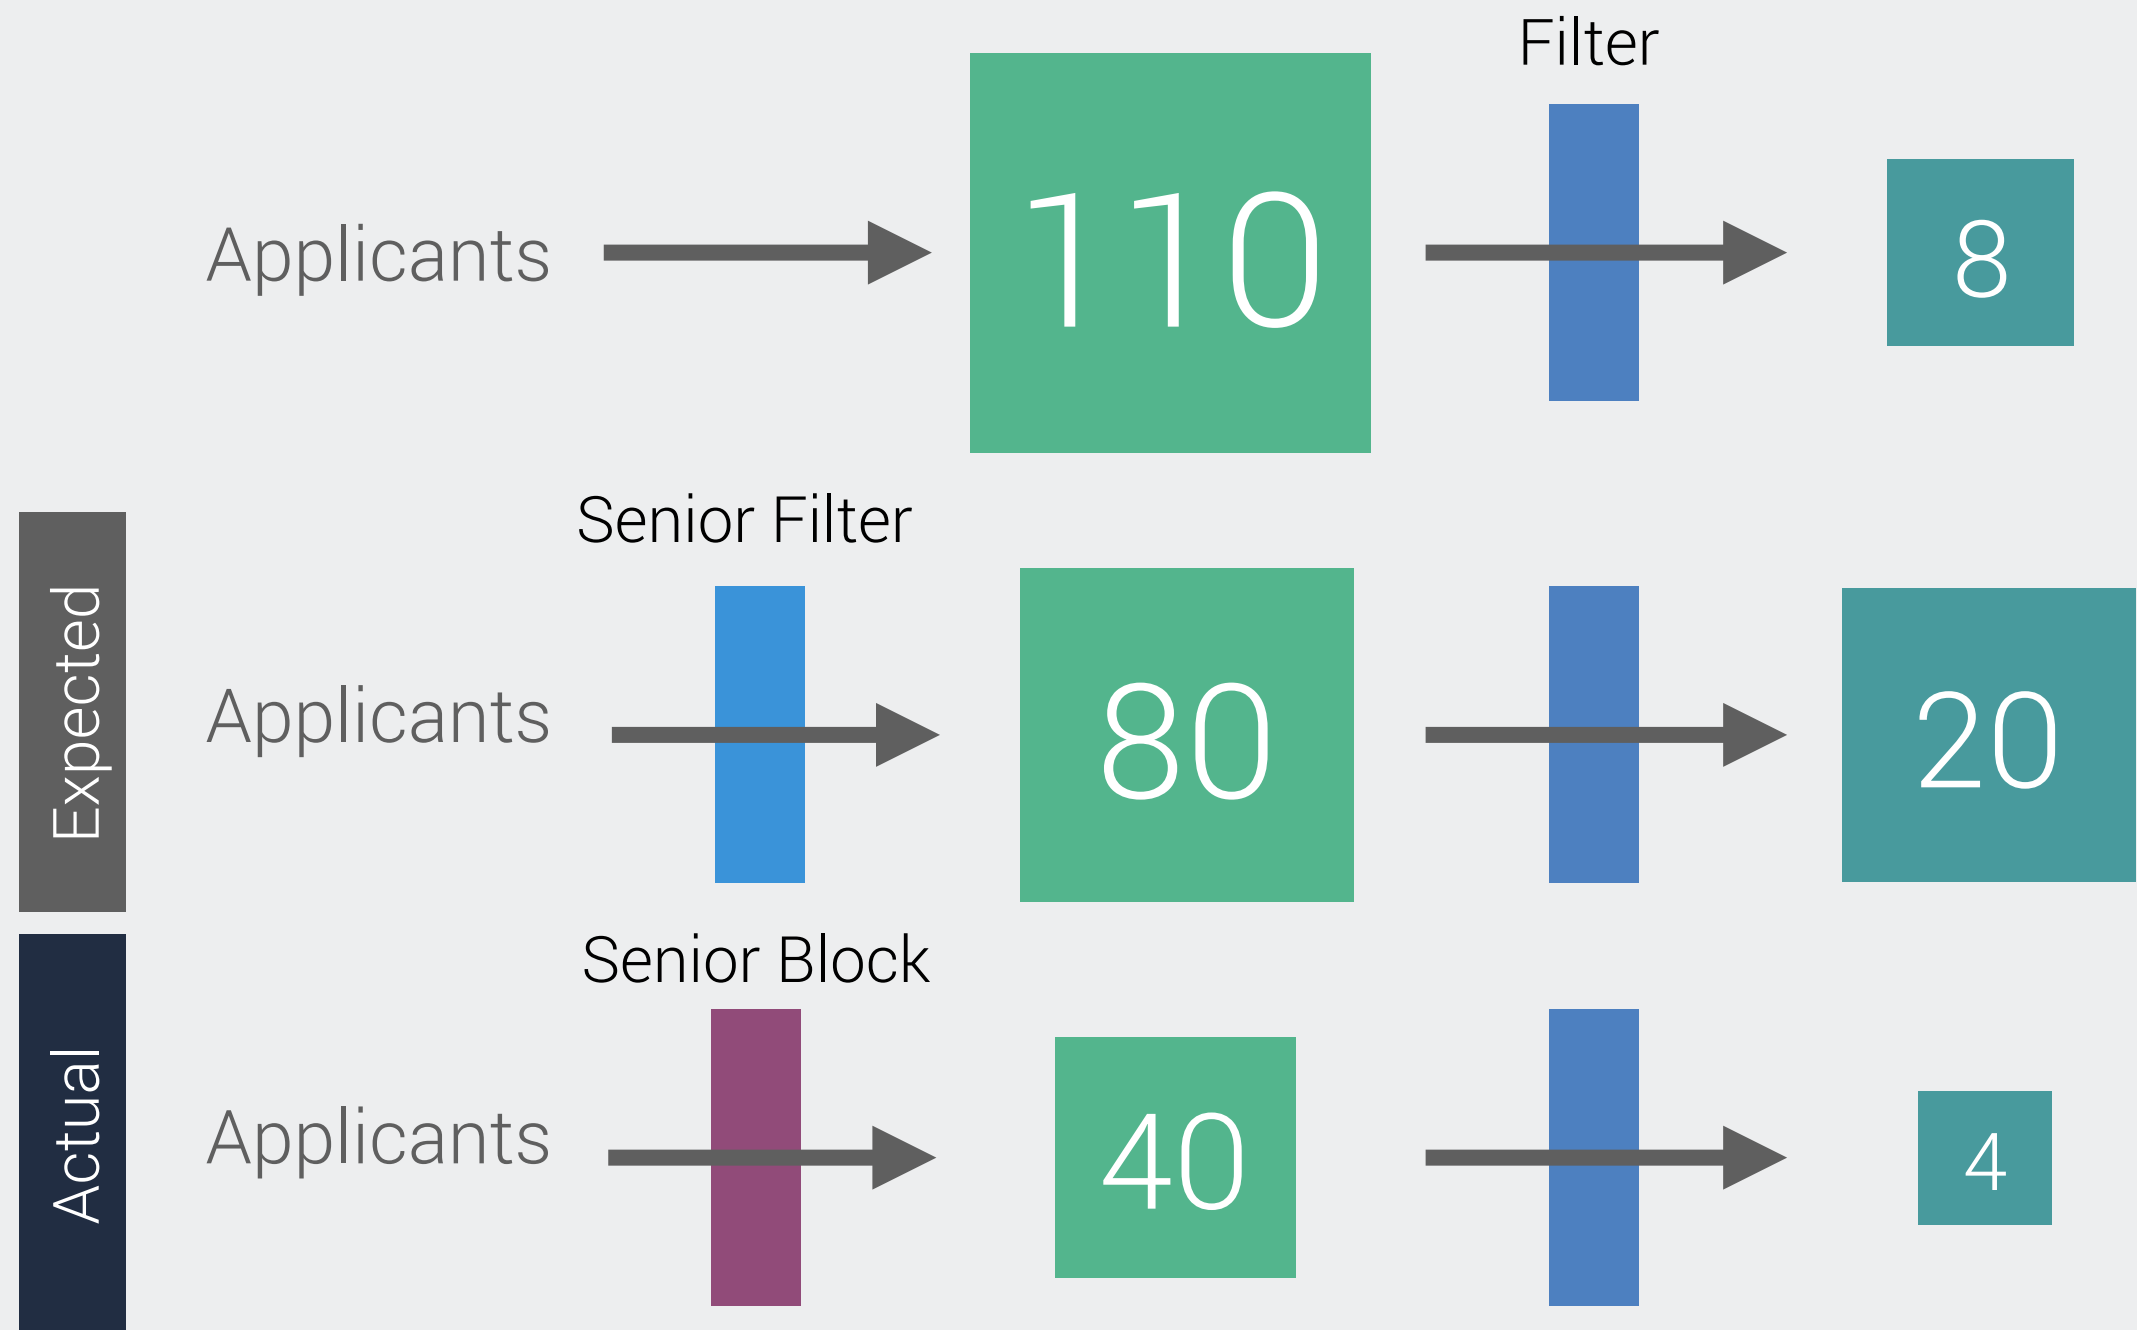 Filter
Applicants
110
8
Senior Filter
Expected
Applicants
80
20
Senior Block
Actual
Applicants
40
4